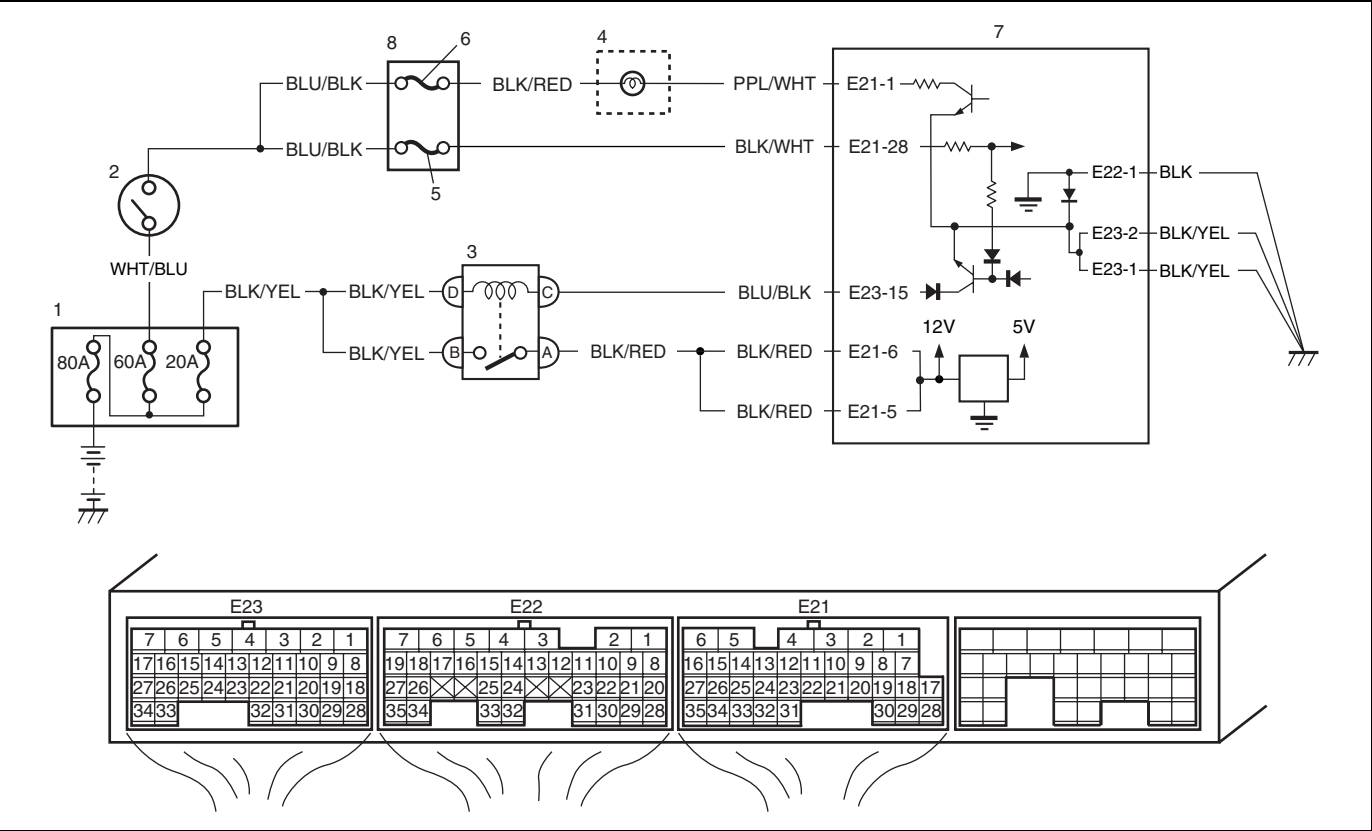 7
8 6 4
BLU/BLK BLK/RED PPL/WHT E21-1
BLU/BLK BLK/WHT E21-28
5
2
E22-1 BLK
E23-2 BLK/YEL
E23-1 BLK/YEL
WHT/BLU
3
BLK/YEL BLK/YEL D C BLU/BLK E23-15
1
12V 5V
BLK/YEL B A BLK/RED BLK/RED E21-6
80A 60A 20A
BLK/RED E21-5
E23 E22 E21
7 6 5 4 3 2 1
17 16 15 14 13 12 11 10 9 8
27 26 25 24 23 22 21 20 19 18
34 33 32 31 30 29 28
7 6 5 4 3 2 1
19 18 17 16 15 14 13 12 11 10 9 8
27 26 25 24 23 22 21 20
35 34 33 32 31 30 29 28
6 5 4 3 2 1
16 15 14 13 12 11 10 9 8 7
27 26 25 24 23 22 21 20 19 18 17
35 34 33 32 31 30 29 28